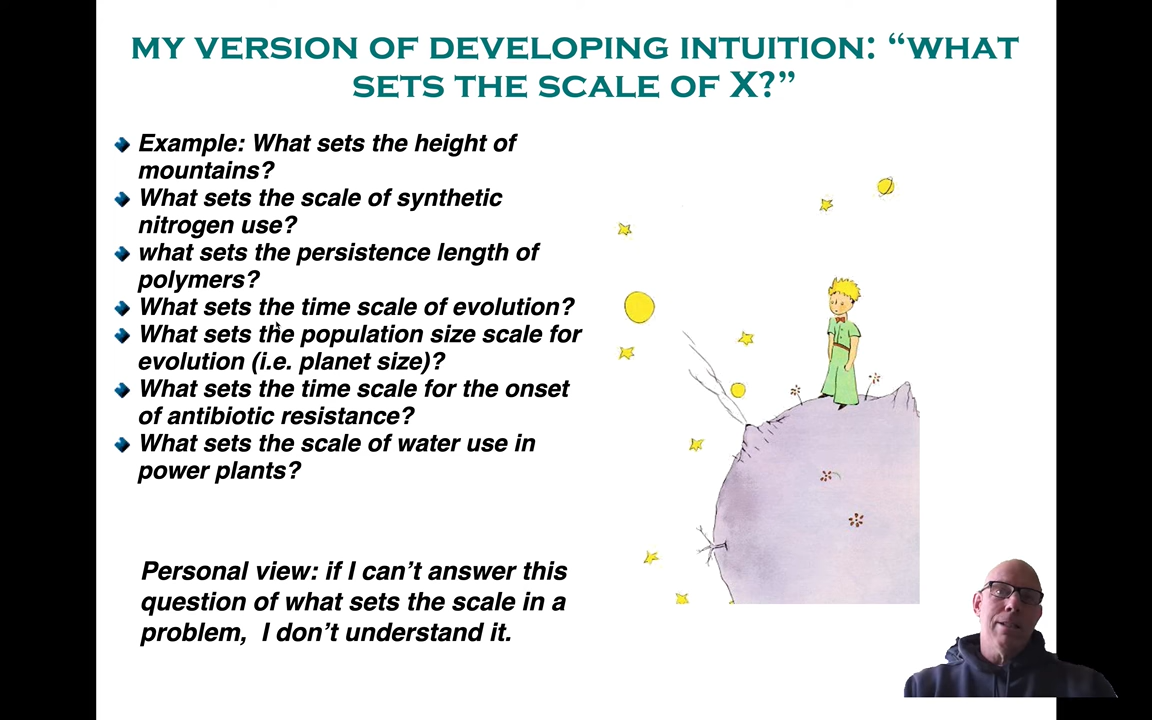 MY VERSION OF DEVELOPING INTUITION: “WHAT
SETS THE SCALE OF X?”
Example: What sets the height of
mountains?
What sets the scale of synthetic
nitrogen use?
what sets the persistence length of
polymers?
What sets the time scale of evolution?
What sets the population size scale for
evolution (i.e. planet size)?
What sets the time scale for the onset
of antibiotic resistance?
What sets the scale of water use in
power plants?
Personal view: if I can’t answer this
question of what sets the scale in a
problem, I don’t understand it.